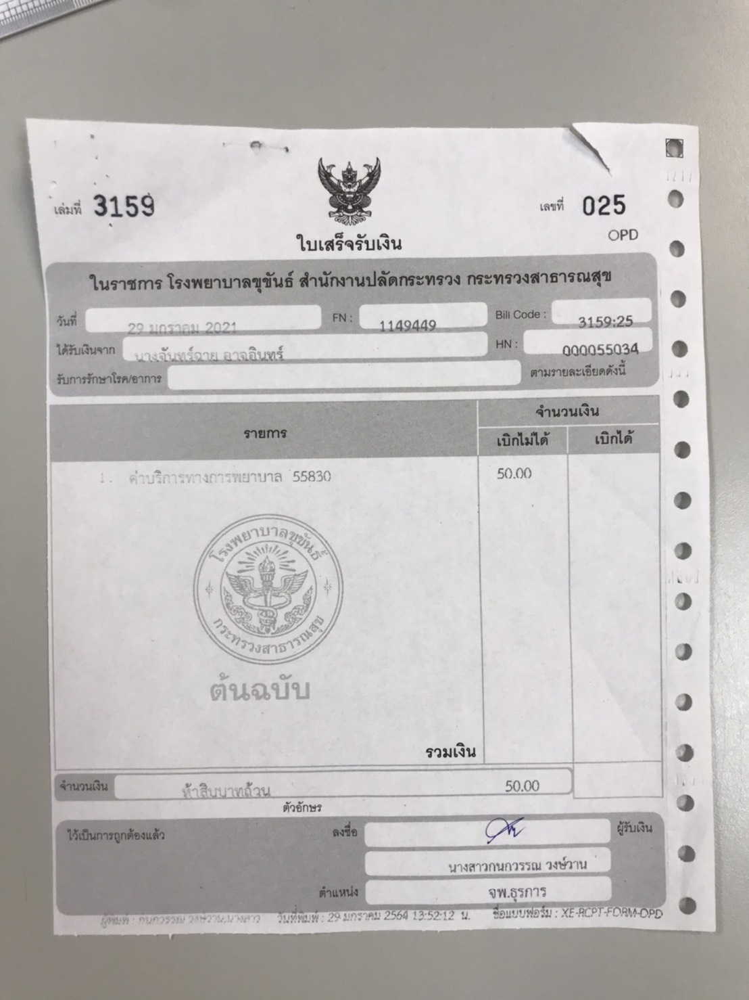 เล่มที่ 3159
เลขที่ 025
ใบเสร็จรับเงิน
OPD
ในราชการ โรงพยาบาลขุขันธ์ สำนักงานปลัดกระทรวง กระทรวงสาธารณสุข
วันที่ 29 มกราคม 2021 FN : 1149449 Bill Code : 3159:25
ได้รับเงินจาก นางจันทร์ฉาย อาจอินทร์ HN : 000055034
รับการรักษาโรค/อาการ ตามรายละเอียดดังนี้
รายการ จำนวนเงิน
เบิกไม่ได้ เบิกได้
1. ค่าบริการทางการพยาบาล 55830 50.00
โรงพยาบาลขุขันธ์
กระทรวงสาธารณสุข
ต้นฉบับ
รวมเงิน
จำนวนเงิน ห้าสิบบาทถ้วน 50.00
ตัวอักษร
ไว้เป็นการถูกต้องแล้ว ลงชื่อ ผู้รับเงิน
นางสาวกนกวรรณ วงษ์วาน
ตำแหน่ง จพ.ธุรการ
ผู้พิมพ์ : กนกวรรณ วงษ์วาน,นางสาว วันที่พิมพ์ : 29 มกราคม 2564 13:52:12 น. ชื่อแบบฟอร์ม : XE-RCPT-FORM-OPD